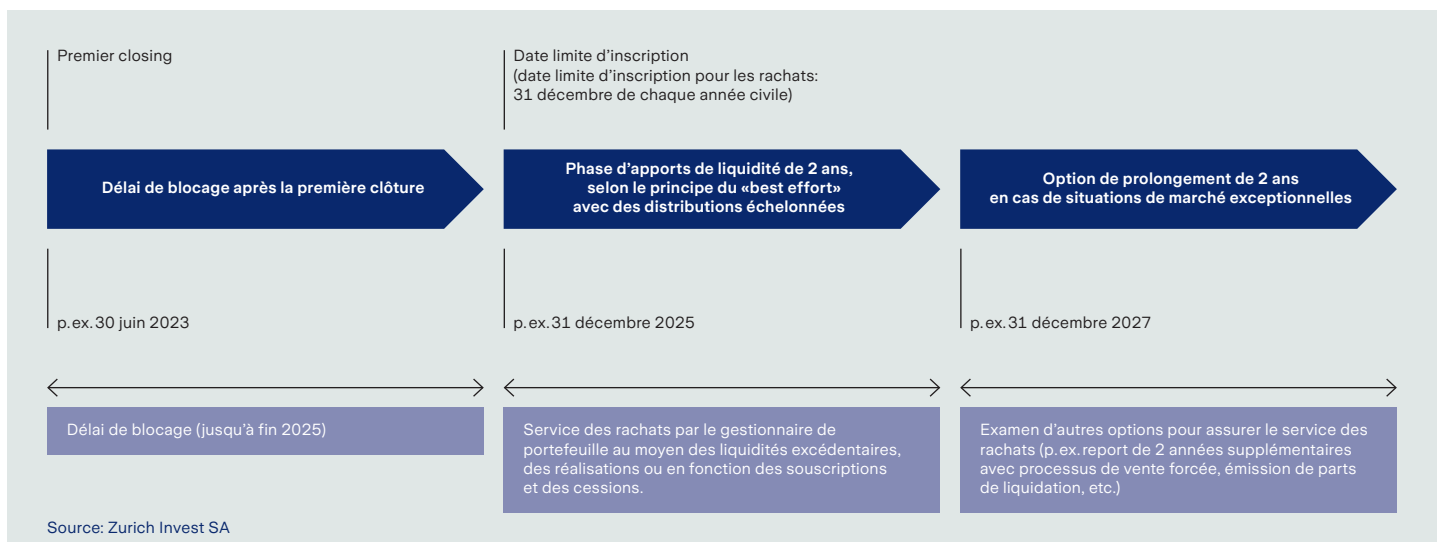 Premier closing
Date limite d’inscription
(date limite d’inscription pour les rachats:
31 décembre de chaque année civile)
Délai de blocage après la première clôture
Phase d’apports de liquidité de 2 ans,
selon le principe du «best effort»
avec des distributions échelonnées
Option de prolongement de 2 ans
en cas de situations de marché exceptionnelles
p.ex.30 juin 2023
p.ex.31 décembre 2025
p.ex.31 décembre 2027
Délai de blocage (jusqu’à fin 2025)
Service des rachats par le gestionnaire de
portefeuille au moyen des liquidités excédentaires,
des réalisations ou en fonction des souscriptions
et des cessions.
Examen d’autres options pour assurer le service des
rachats (p.ex.report de 2 années supplémentaires
avec processus de vente forcée, émission de parts
de liquidation, etc.)
Source: Zurich Invest SA